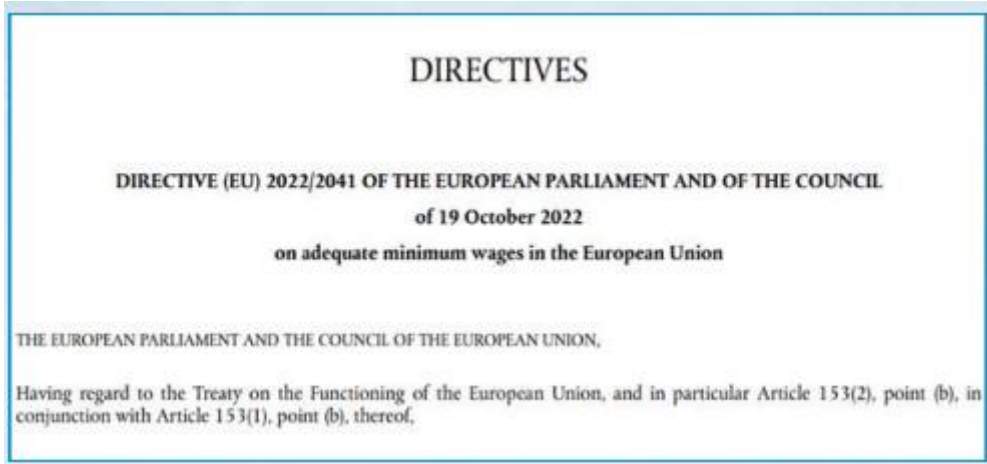 DIRECTIVES
DIRECTIVE (EU) 2022/2041 OF THE EUROPEAN PARLIAMENT AND OF THE COUNCIL
of 19 October 2022
on adequate minimum wages in the European Union
THE EUROPEAN PARLIAMENT AND THE COUNCIL OF THE EUROPEAN UNION,
Having regard to the Treaty on the Functioning of the European Union, and in particular Article 153(2), point (b), in
conjunction with Article 153(1), point (b), thereof,